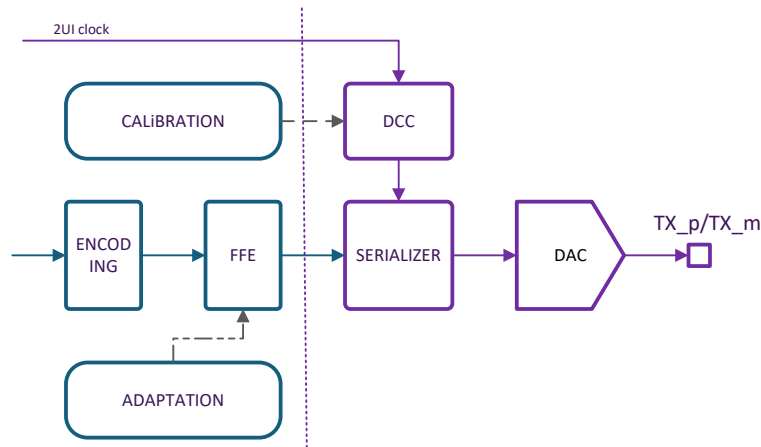 2UI clock
CALiBRATION
DCC
TX_p/TX_m
ENCOD
ING
FFE
SERIALIZER
DAC
ADAPTATION